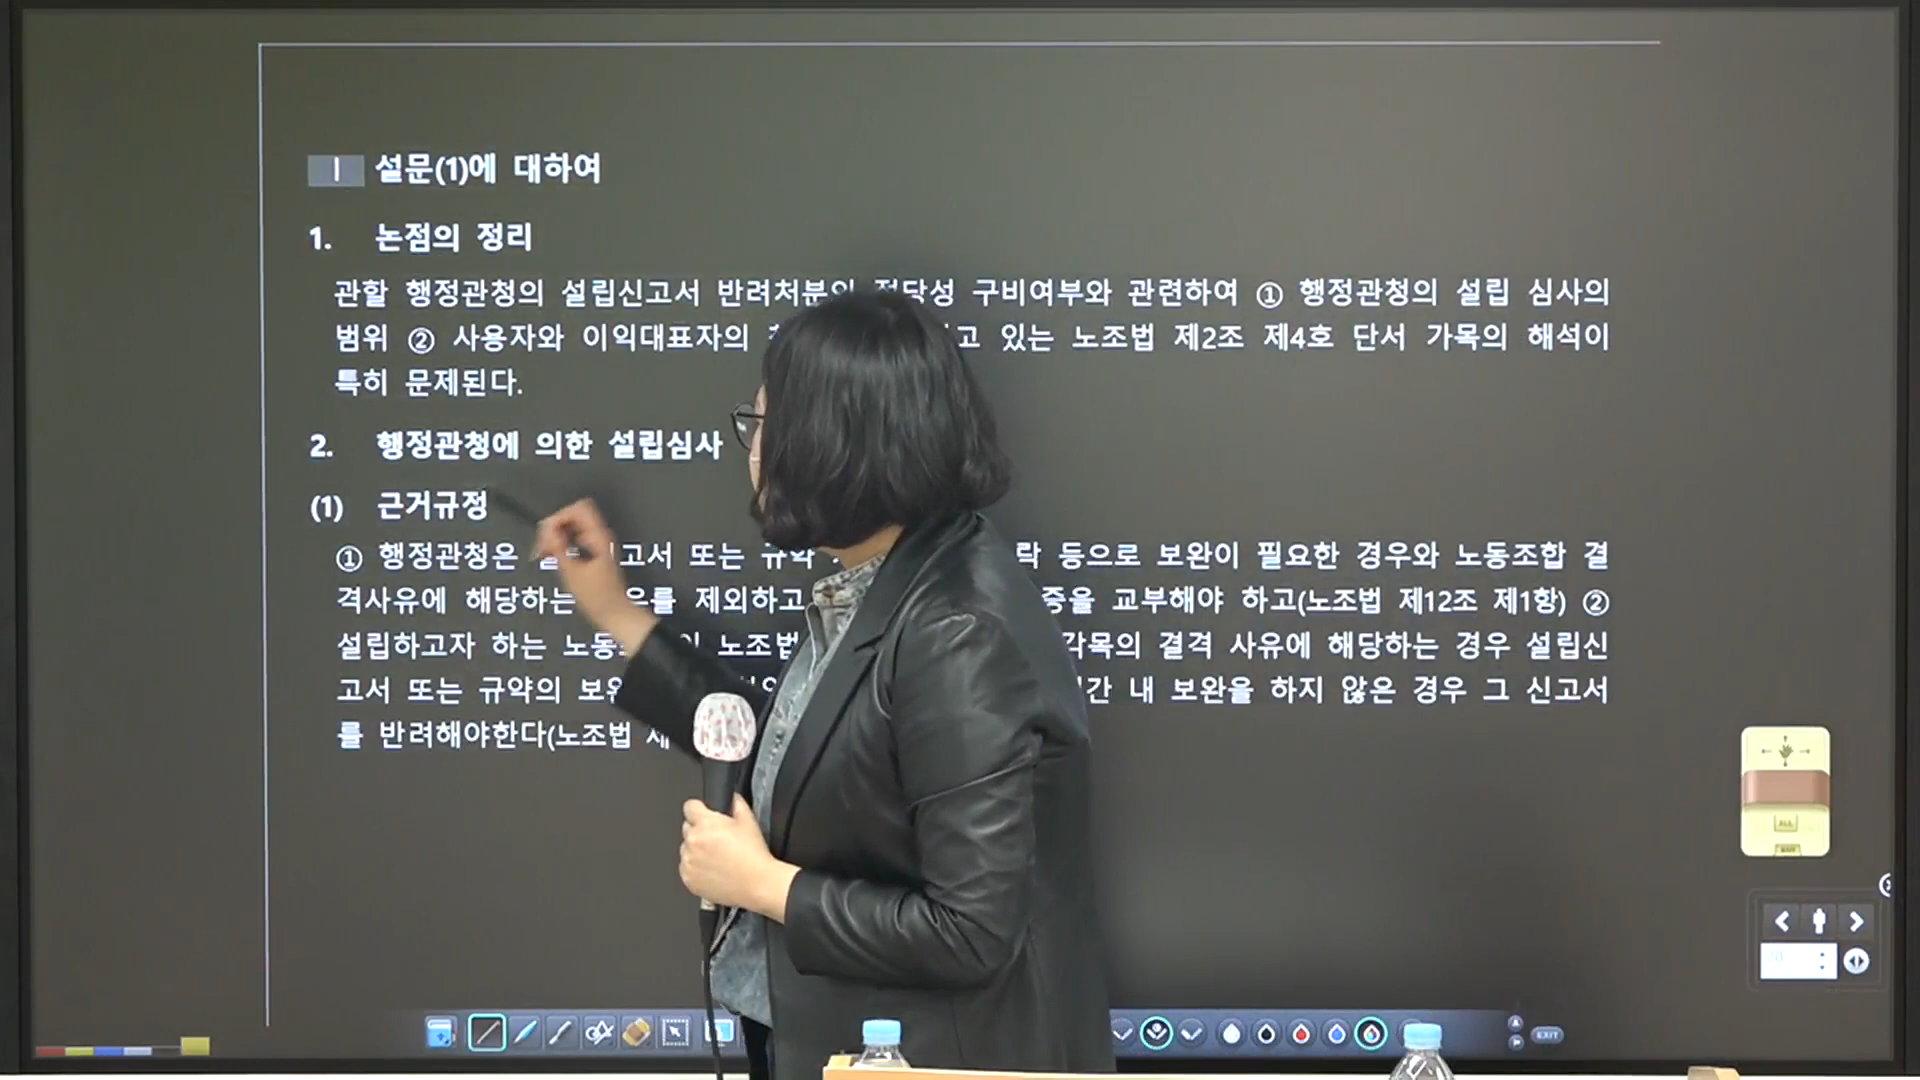 Ⅰ 설문(1)에 대하여
1. 논점의 정리
관할 행정관청의 설립신고서 반려처분의 정당성 구비여부와 관련하여 ① 행정관청의 설립 심사의
범위 ② 사용자와 이익대표자의 고 있는 노조법 제2조 제4호 단서 가목의 해석이
특히 문제된다.
2. 행정관청에 의한 설립심사
(1) 근거규정
① 행정관청은 고서 또는 규약 락 등으로 보완이 필요한 경우와 노동조합 결
격사유에 해당하는 우를 제외하고 증을 교부해야 하고(노조법 제12조 제1항) ②
설립하고자 하는 노동 노조법 각목의 결격 사유에 해당하는 경우 설립신
고서 또는 규약의 보완 간 내 보완을 하지 않은 경우 그 신고서
를 반려해야한다(노조법 제
ALL
EXIT